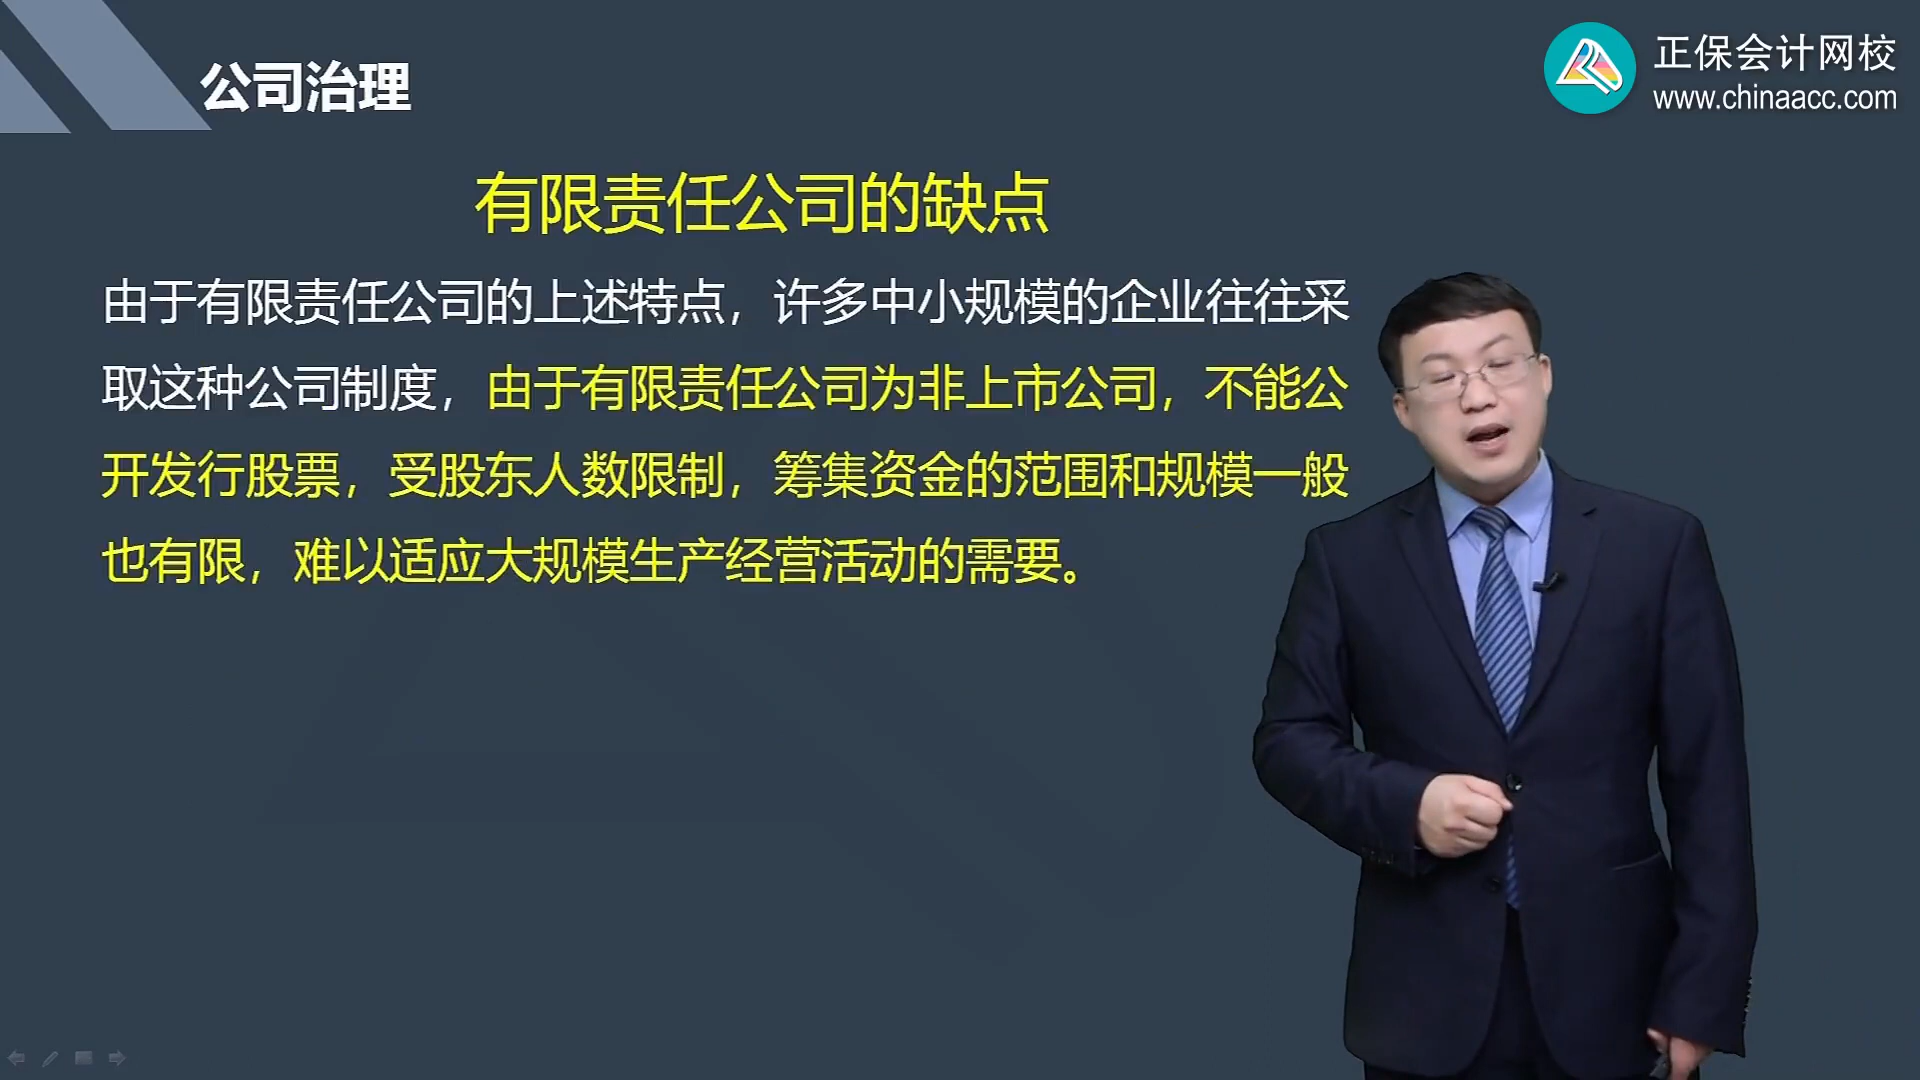 公司治理
正保会计网校
www.chinaacc.com
有限责任公司的缺点
由于有限责任公司的上述特点，许多中小规模的企业往往采
取这种公司制度，由于有限责任公司为非上市公司，不能公
开发行股票，受股东人数限制，筹集资金的范围和规模一般
也有限，难以适应大规模生产经营活动的需要。